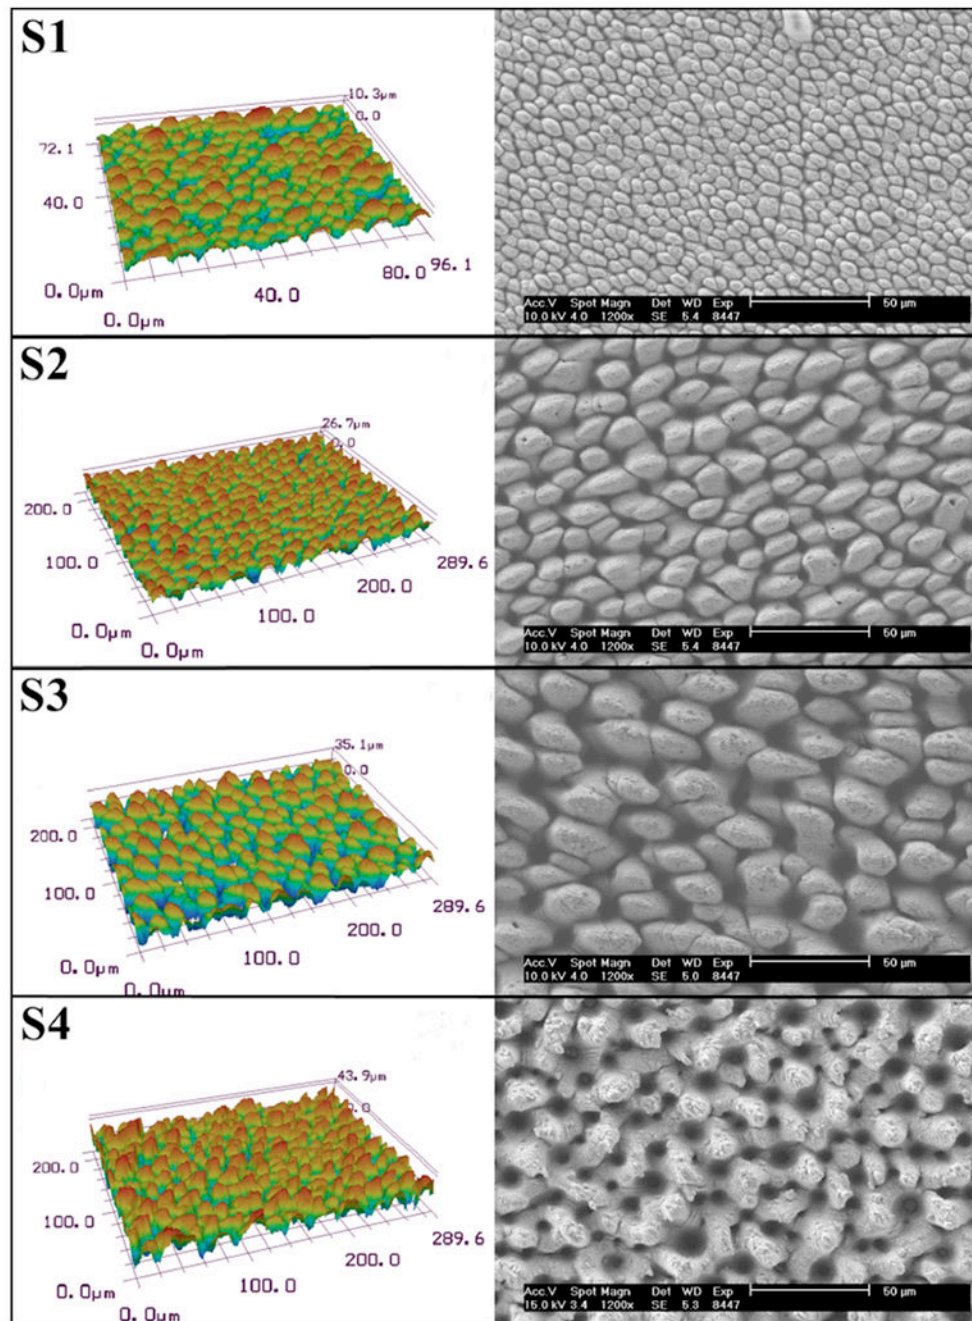 S1
10.3µm
0.0
72.1
40.0
0.0µm
0.0µm
40.0
80.0
96.1
Acc.V Spot Magn Det WD Exp 50 µm
10.0 kV 4.0 1200x SE 5.4 8447
S2
26.7µm
0.0
200.0
100.0
0.0µm
0.0µm
100.0
200.0
289.6
Acc.V Spot Magn Det WD Exp 50 µm
10.0 kV 4.0 1200x SE 5.4 8447
S3
35.1µm
0.0
200.0
100.0
0.0µm
0.0µm
100.0
200.0
289.6
Acc.V Spot Magn Det WD Exp 50 µm
10.0 kV 4.0 1200x SE 5.0 8447
S4
43.9µm
0.0
200.0
100.0
0.0µm
0.0µm
100.0
200.0
289.6
Acc.V Spot Magn Det WD Exp 50 µm
15.0 kV 3.4 1200x SE 5.3 8447